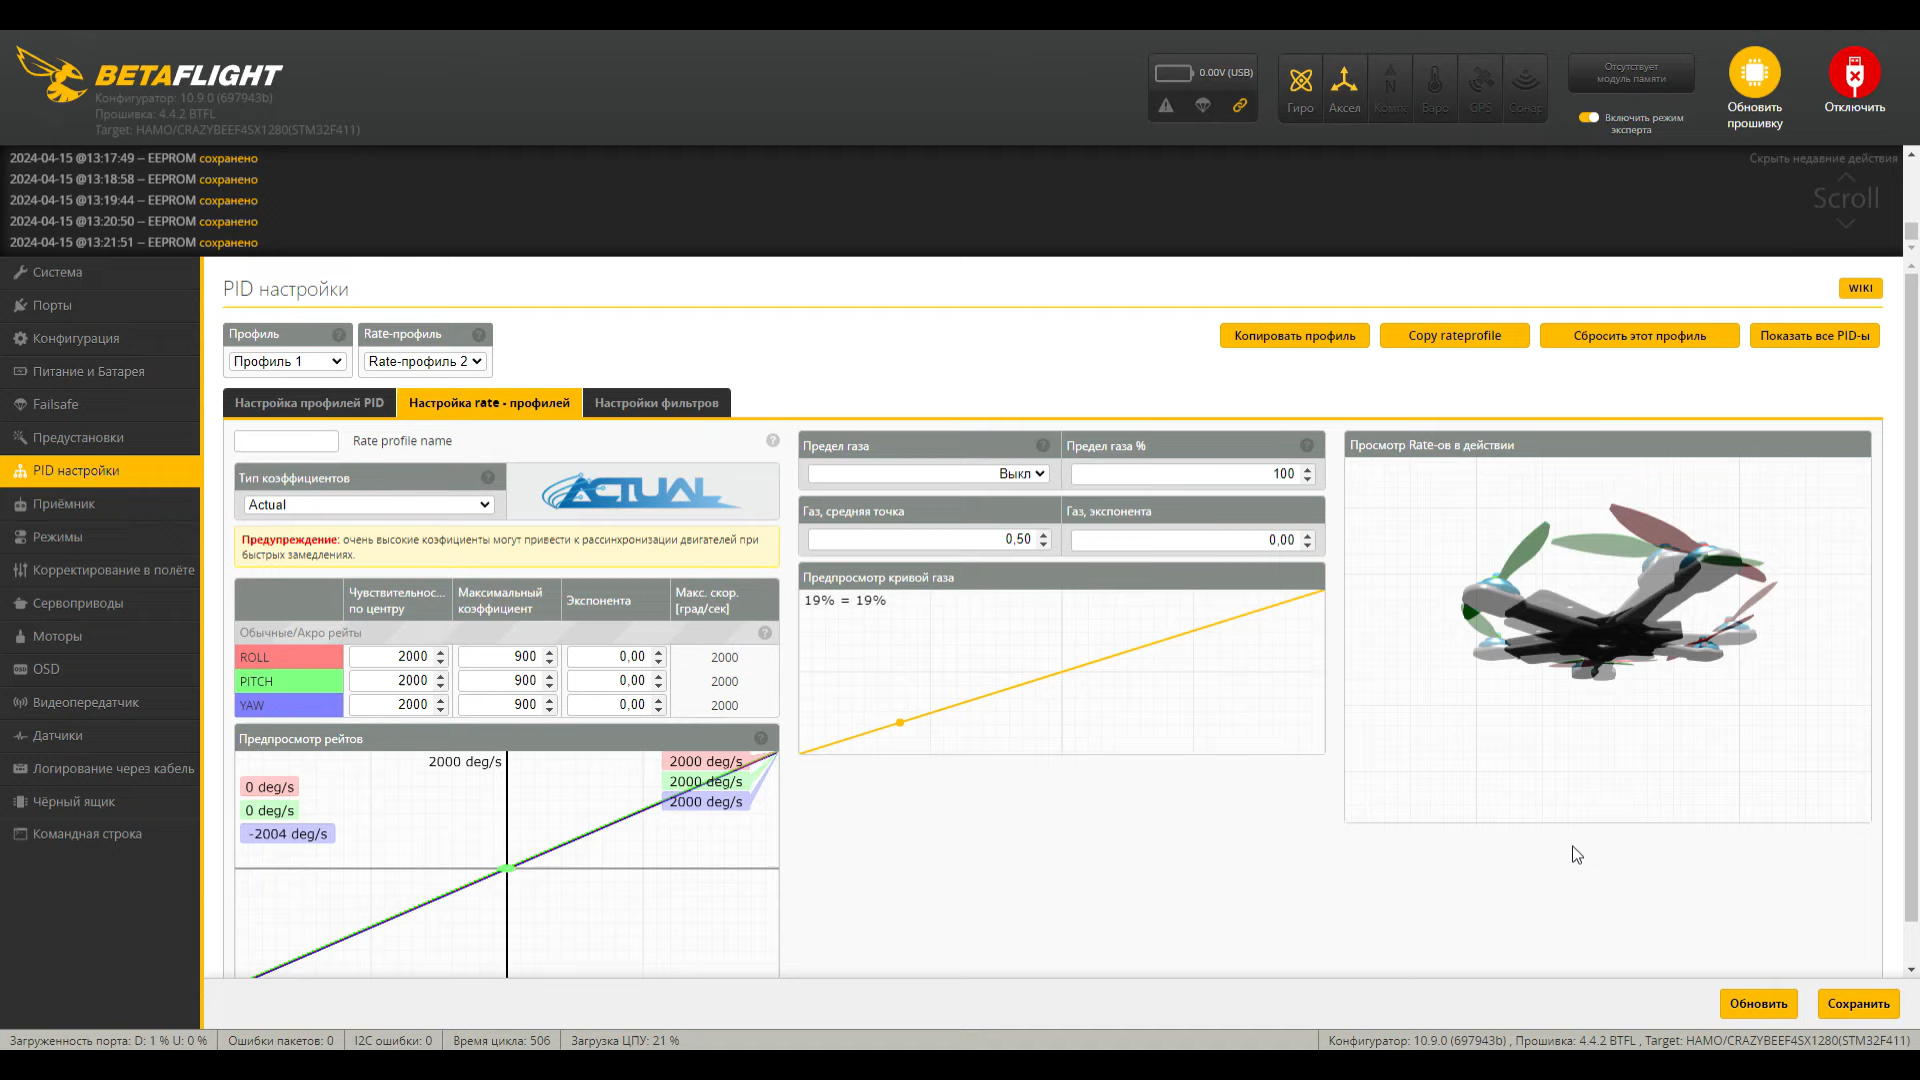 BETAFLIGHT
Конфигуратор: 10.9.0 (697943b)
Прошивка: 4.4.2 BTFL
Target: HAMO/CRAZYBEEF4SX1280(STM32F411)
0.00V (USB)
Гиро
Аксел
Комп
Баро
GPS
Сонар
Отсутствует
модуль памяти
Включить режим
эксперта
Обновить
прошивку
Отключить
2024-04-15 @13:17:49 -- EEPROM сохранено
2024-04-15 @13:18:58 -- EEPROM сохранено
2024-04-15 @13:19:44 -- EEPROM сохранено
2024-04-15 @13:20:50 -- EEPROM сохранено
2024-04-15 @13:21:51 -- EEPROM сохранено
Скрыть недавние действия
Scroll
Система
Порты
Конфигурация
Питание и Батарея
Failsafe
Предустановки
PID настройки
Приёмник
Режимы
Корректирование в полёте
Сервоприводы
Моторы
OSD
Видеопередатчик
Датчики
Логирование через кабель
Чёрный ящик
Командная строка
PID настройки
WIKI
Профиль
Rate-профиль
Профиль 1
Rate-профиль 2
Копировать профиль
Copy rateprofile
Сбросить этот профиль
Показать все PID-ы
Настройка профилей PID
Настройка rate - профилей
Настройки фильтров
Rate profile name
Тип коэффициентов
Actual
ACTUAL
Предупреждение: очень высокие коэфициенты могут привести к рассинхронизации двигателей при
быстрых замедлениях.
Чувствительнос...
по центру
Максимальный
коэффициент
Экспонента
Макс. скор.
[град/сек]
Обычные/Акро рейты
ROLL 2000 900 0,00 2000
PITCH 2000 900 0,00 2000
YAW 2000 900 0,00 2000
Предпросмотр рейтов
2000 deg/s
2000 deg/s
2000 deg/s
2000 deg/s
0 deg/s
0 deg/s
-2004 deg/s
Предел газа
Предел газа %
Выкл
100
Газ, средняя точка
Газ, экспонента
0,50
0,00
Предпросмотр кривой газа
19% = 19%
Просмотр Rate-ов в действии
Обновить
Сохранить
Загруженность порта: D: 1 % U: 0 %
Ошибки пакетов: 0
I2C ошибки: 0
Время цикла: 506
Загрузка ЦПУ: 21 %
Конфигуратор: 10.9.0 (697943b) , Прошивка: 4.4.2 BTFL , Target: HAMO/CRAZYBEEF4SX1280(STM32F411)